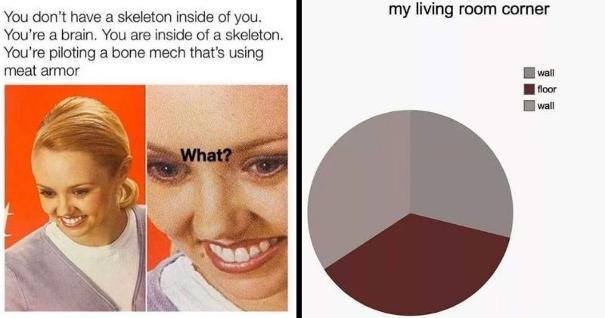 You don't have a skeleton inside of you.
You're a brain. You are inside of a skeleton.
You're piloting a bone mech that's using
meat armor
What?
my living room corner
wall
floor
wall